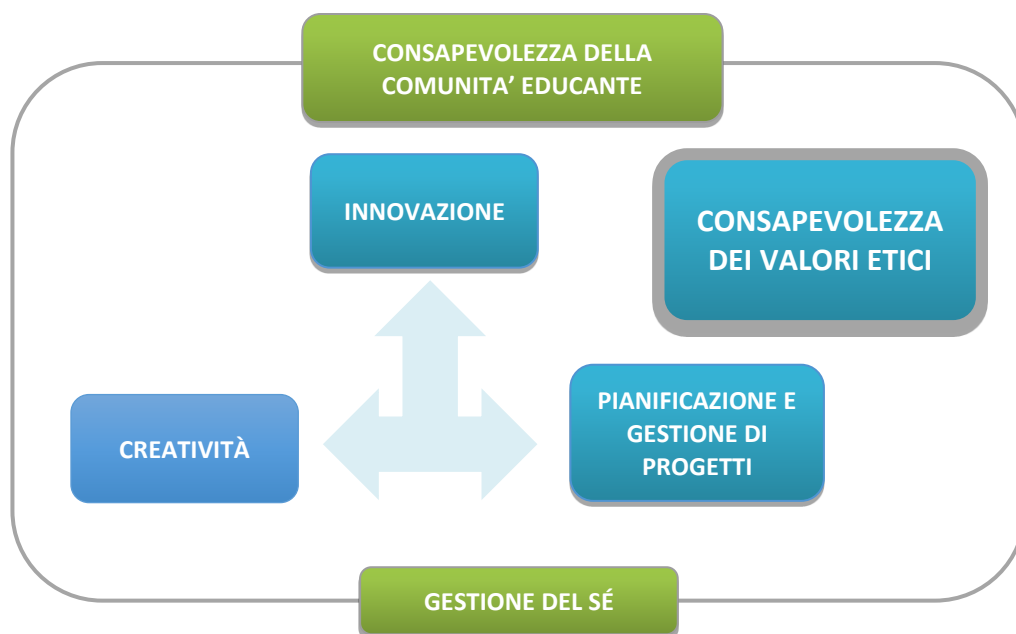 CONSAPEVOLEZZA DELLA
COMUNITA’ EDUCANTE
INNOVAZIONE
CONSAPEVOLEZZA
DEI VALORI ETICI
CREATIVITÀ
PIANIFICAZIONE E
GESTIONE DI
PROGETTI
GESTIONE DEL SÉ